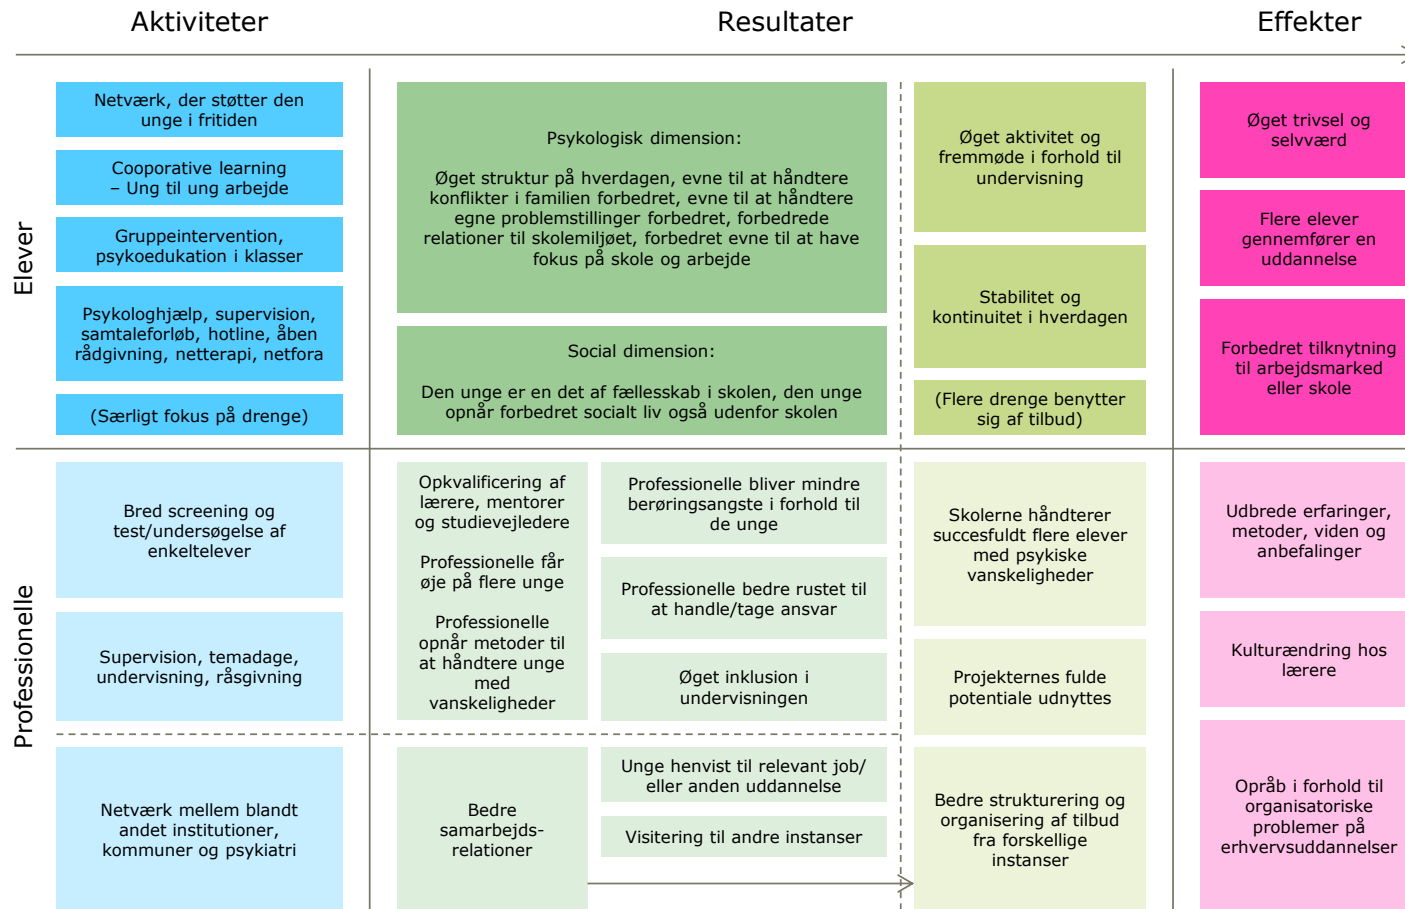 Aktiviteter
Resultater
Effekter
Elever
Netværk, der støtter den
unge i fritiden
Cooporative learning
– Ung til ung arbejde
Gruppeintervention,
psykoedukation i klasser
Psykologhjælp, supervision,
samtaleforløb, hotline, åben
rådgivning, netterapi, netfora
(Særligt fokus på drenge)
Psykologisk dimension:
Øget struktur på hverdagen, evne til at håndtere
konflikter i familien forbedret, evne til at håndtere
egne problemstillinger forbedret, forbedrede
relationer til skolemiljøet, forbedret evne til at have
fokus på skole og arbejde
Social dimension:
Den unge er en det af fællesskab i skolen, den unge
opnår forbedret socialt liv også udenfor skolen
Øget aktivitet og
fremmøde i forhold til
undervisning
Stabilitet og
kontinuitet i hverdagen
(Flere drenge benytter
sig af tilbud)
Øget trivsel og
selvværd
Flere elever
gennemfører en
uddannelse
Forbedret tilknytning
til arbejdsmarked
eller skole
Professionelle
Bred screening og
test/undersøgelse af
enkeltelever
Supervision, temadage,
undervisning, råsgivning
Netværk mellem blandt
andet institutioner,
kommuner og psykiatri
Opkvalificering af
lærere, mentorer
og studievejledere
Professionelle får
øje på flere unge
Professionelle
opnår metoder til
at håndtere unge
med
vanskeligheder
Bedre
samarbejds-
relationer
Professionelle bliver mindre
berøringsangste i forhold til
de unge
Professionelle bedre rustet til
at handle/tage ansvar
Øget inklusion i
undervisningen
Unge henvist til relevant job/
eller anden uddannelse
Visitering til andre instanser
Skolerne håndterer
succesfuldt flere elever
med psykiske
vanskeligheder
Projekternes fulde
potentiale udnyttes
Bedre strukturering og
organisering af tilbud
fra forskellige
instanser
Udbrede erfaringer,
metoder, viden og
anbefalinger
Kulturændring hos
lærere
Opråb i forhold til
organisatoriske
problemer på
erhvervsuddannelser